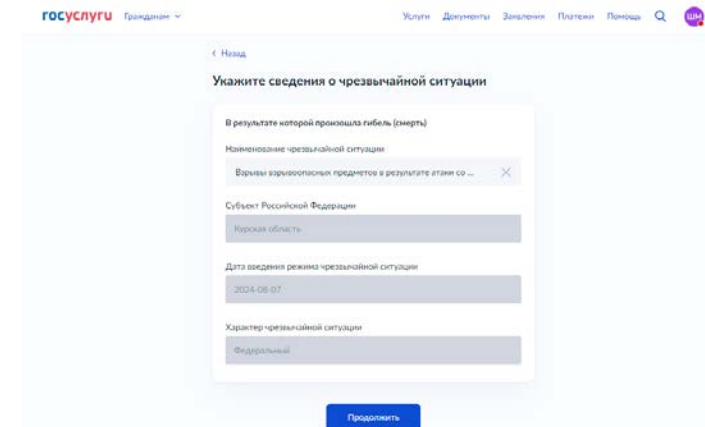 госуслуги Гражданам Услуги Документы Заявления Платежи Помощь ШМ
Назад
Укажите сведения о чрезвычайной ситуации
В результате которой произошла гибель (смерть)
Наименование чрезвычайной ситуации
Взрывы взрывоопасных предметов в результате атаки со ...
Субъект Российской Федерации
Курская область
Дата введения режима чрезвычайной ситуации
2024-08-07
Характер чрезвычайной ситуации
Федеральный
Продолжить